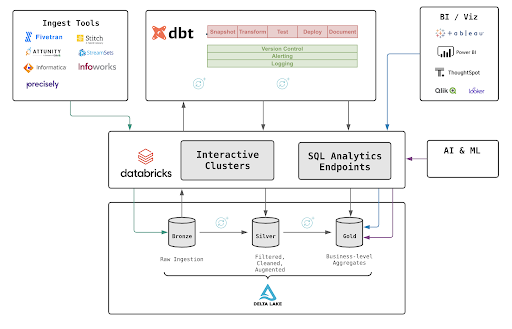 Ingest Tools
Fivetran
Stitch
ATTUNITY
StreamSets
Informatica
infoworks
precisely
dbt
Snapshot Transform Test Deploy Document
Version Control
Alerting
Logging
BI / Viz
tableau
Power BI
ThoughtSpot
Qlik
looker
databricks
Interactive
Clusters
SQL Analytics
Endpoints
AI & ML
Bronze
Silver
Gold
Raw Ingestion
Filtered,
Cleaned,
Augmented
Business-level
Aggregates
DELTA LAKE